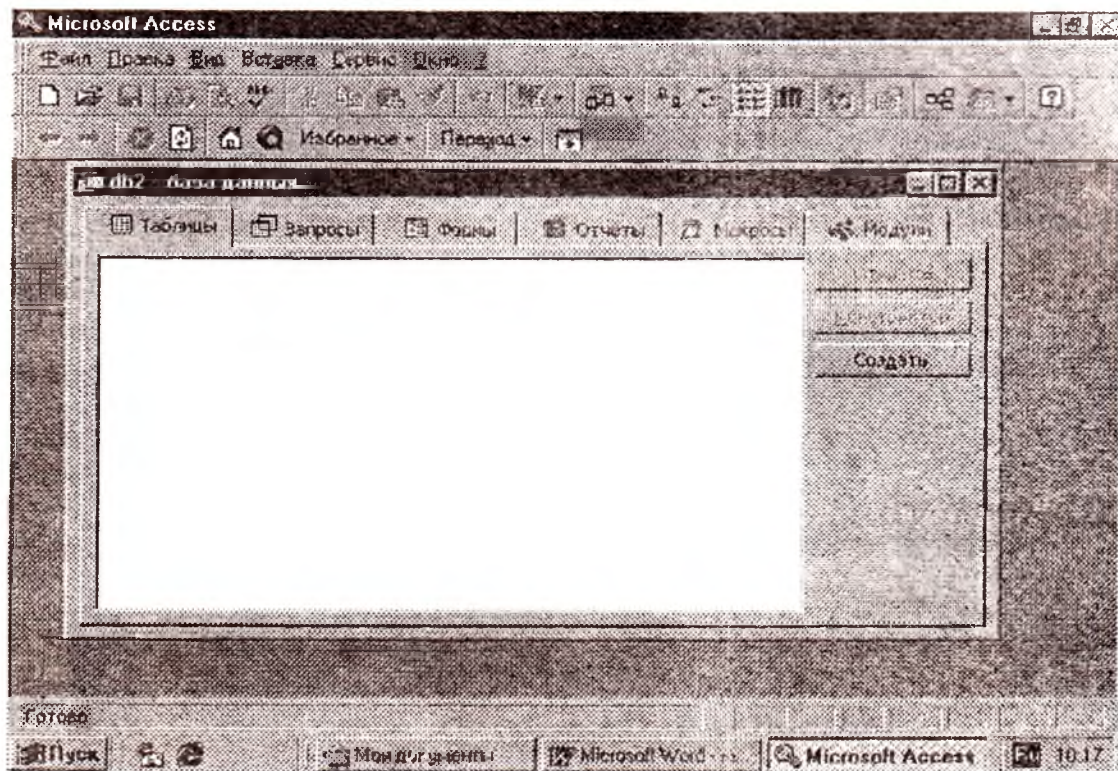 Microsoft Access
Файл Правка Вид Вставка Сервис Окно ?
Избранное Переход
db2 база данных
Таблицы Запросы Формы Отчеты Макросы Модули
Создать
Готово
Пуск Мои документы Microsoft Word Microsoft Access 10:17